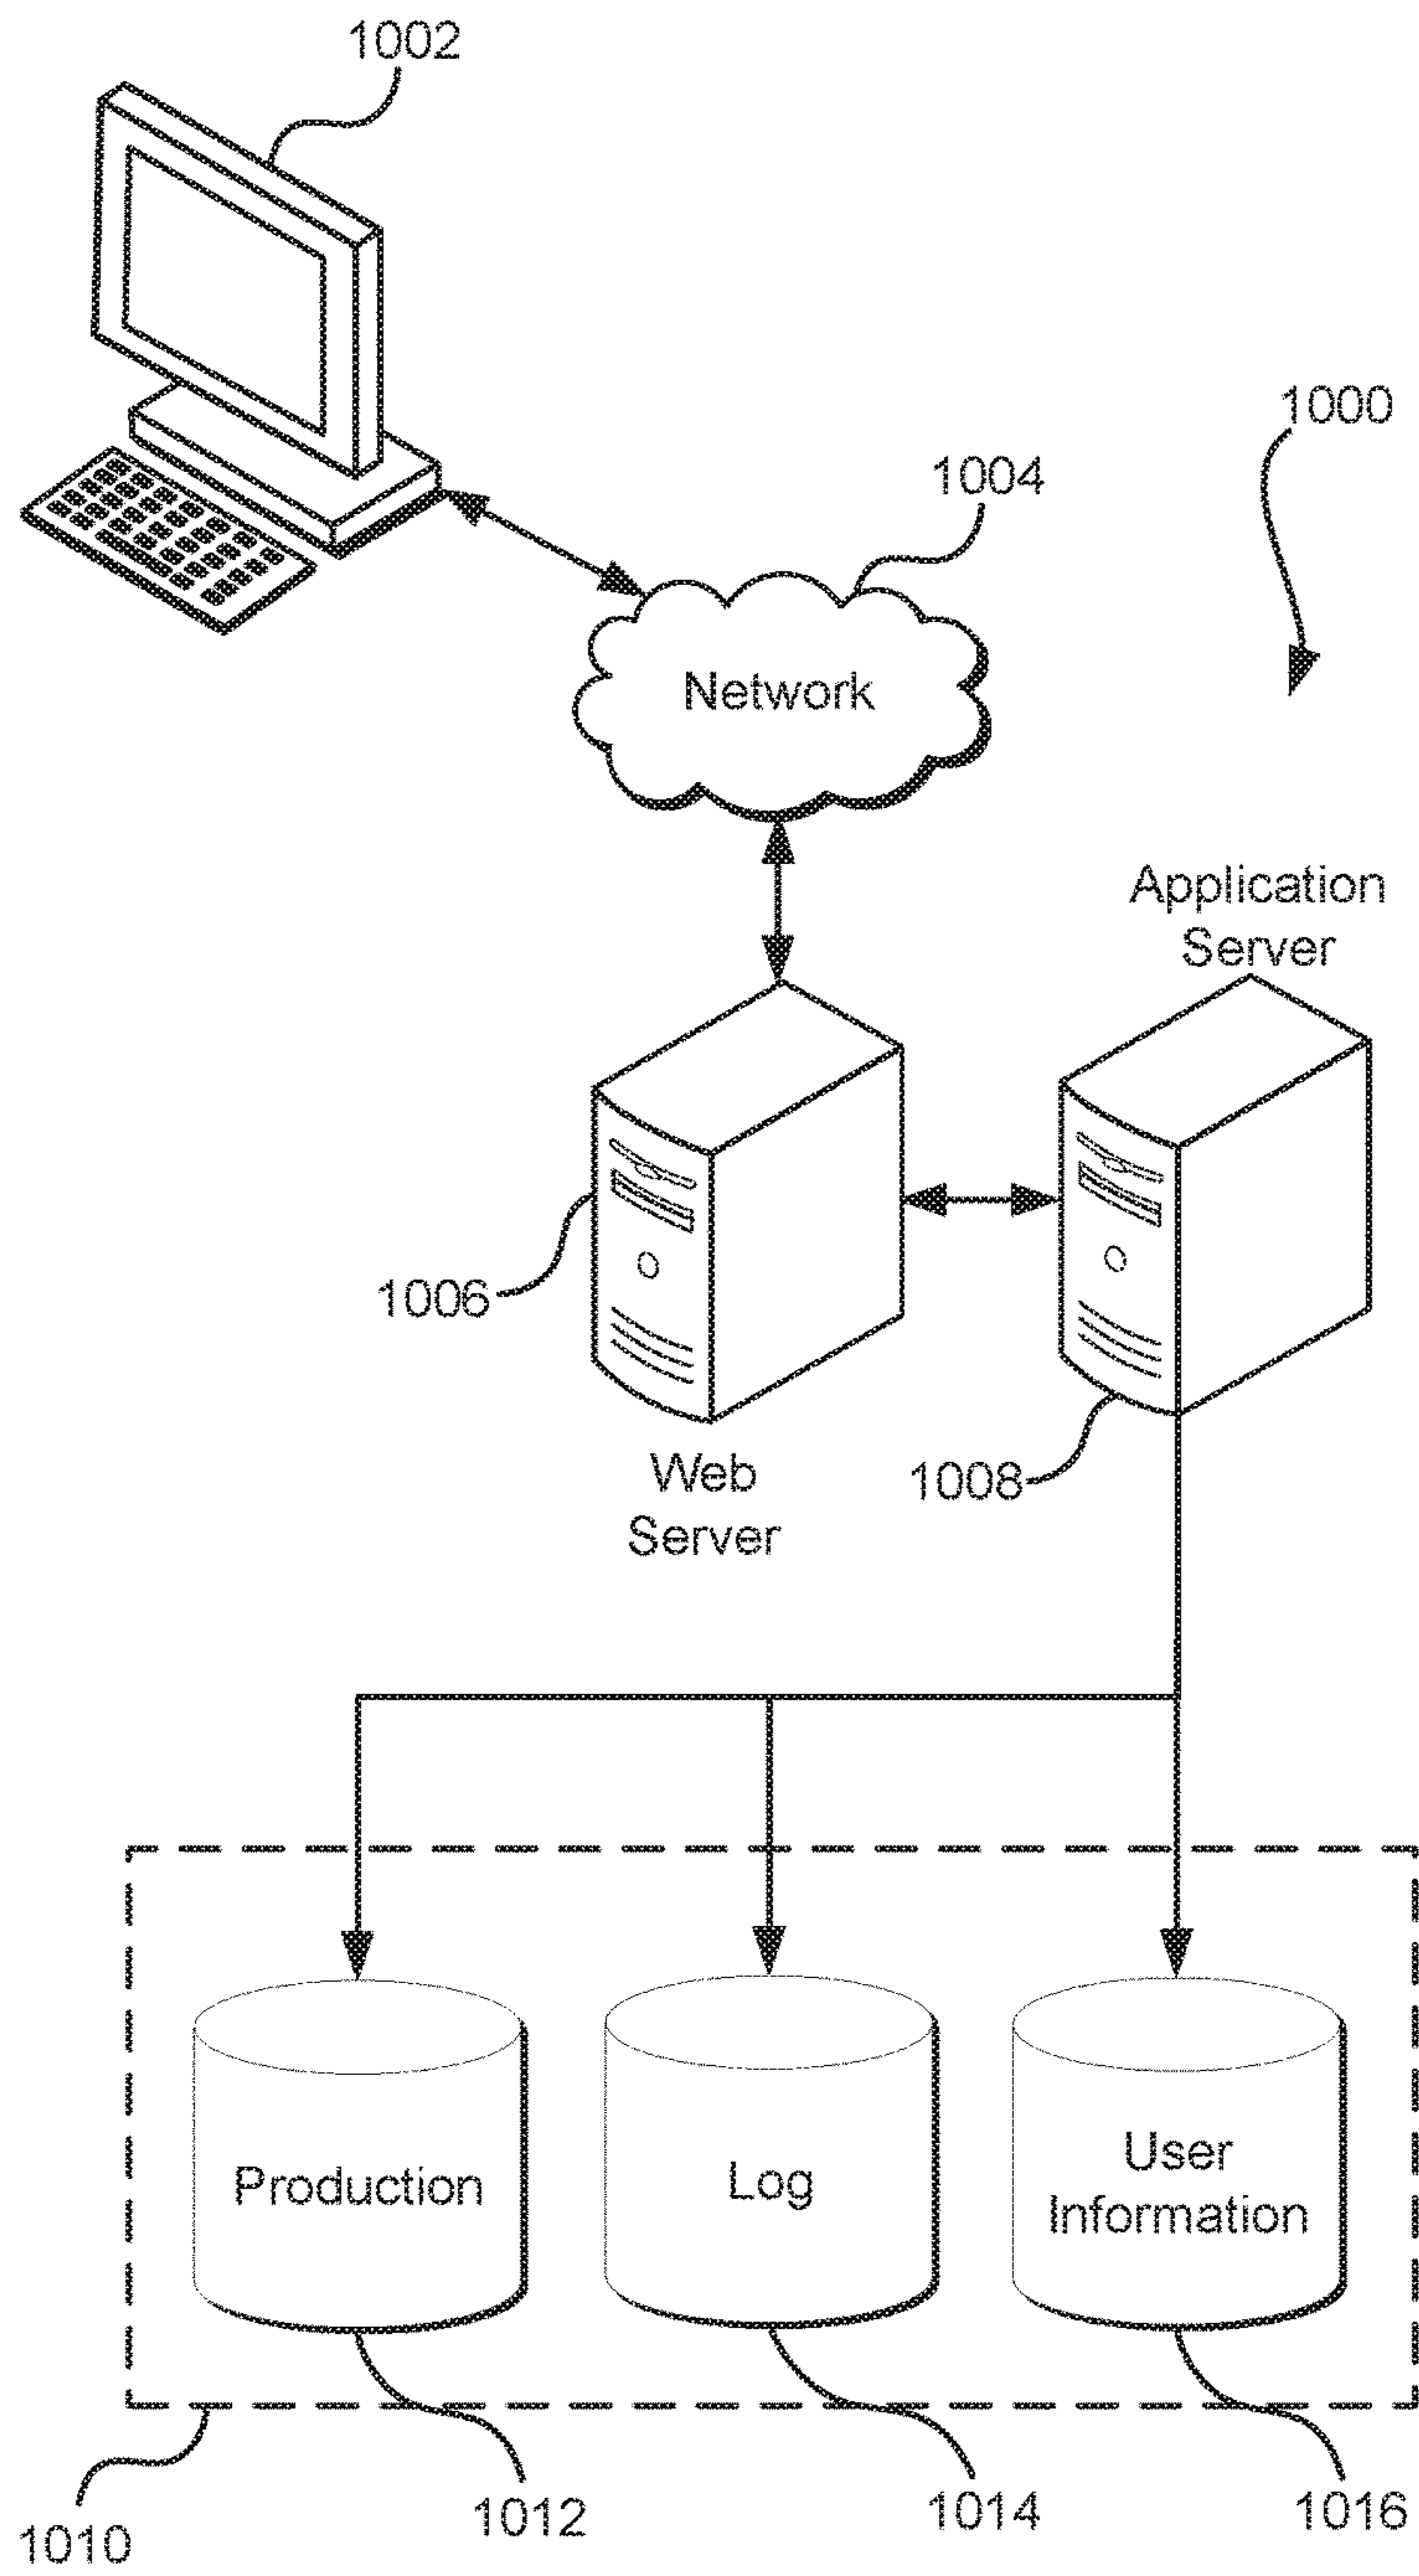 1002
1000
1004
Network
Application
Server
1006
1008
Web
Server
Production
Log
User
Information
1010
1012
1014
1016